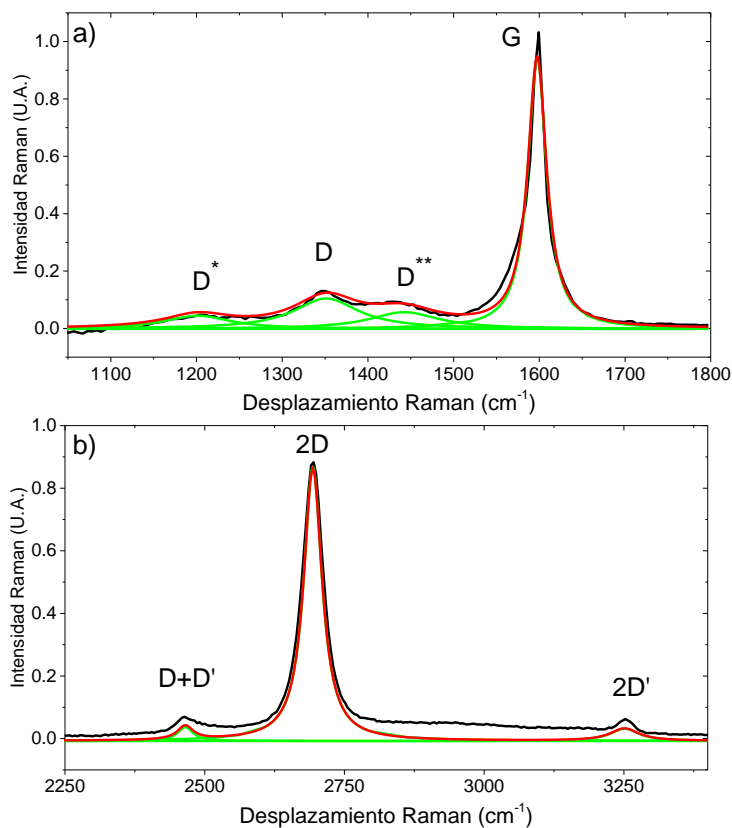 a)
G
D
D*
D**
Intensidad Raman (U.A.)
1.0
0.8
0.6
0.4
0.2
0.0
1100 1200 1300 1400 1500 1600 1700 1800
Desplazamiento Raman (cm⁻¹)
b)
2D
D+D'
2D'
Intensidad Raman (U.A.)
1.0
0.8
0.6
0.4
0.2
0.0
2250 2500 2750 3000 3250
Desplazamiento Raman (cm⁻¹)